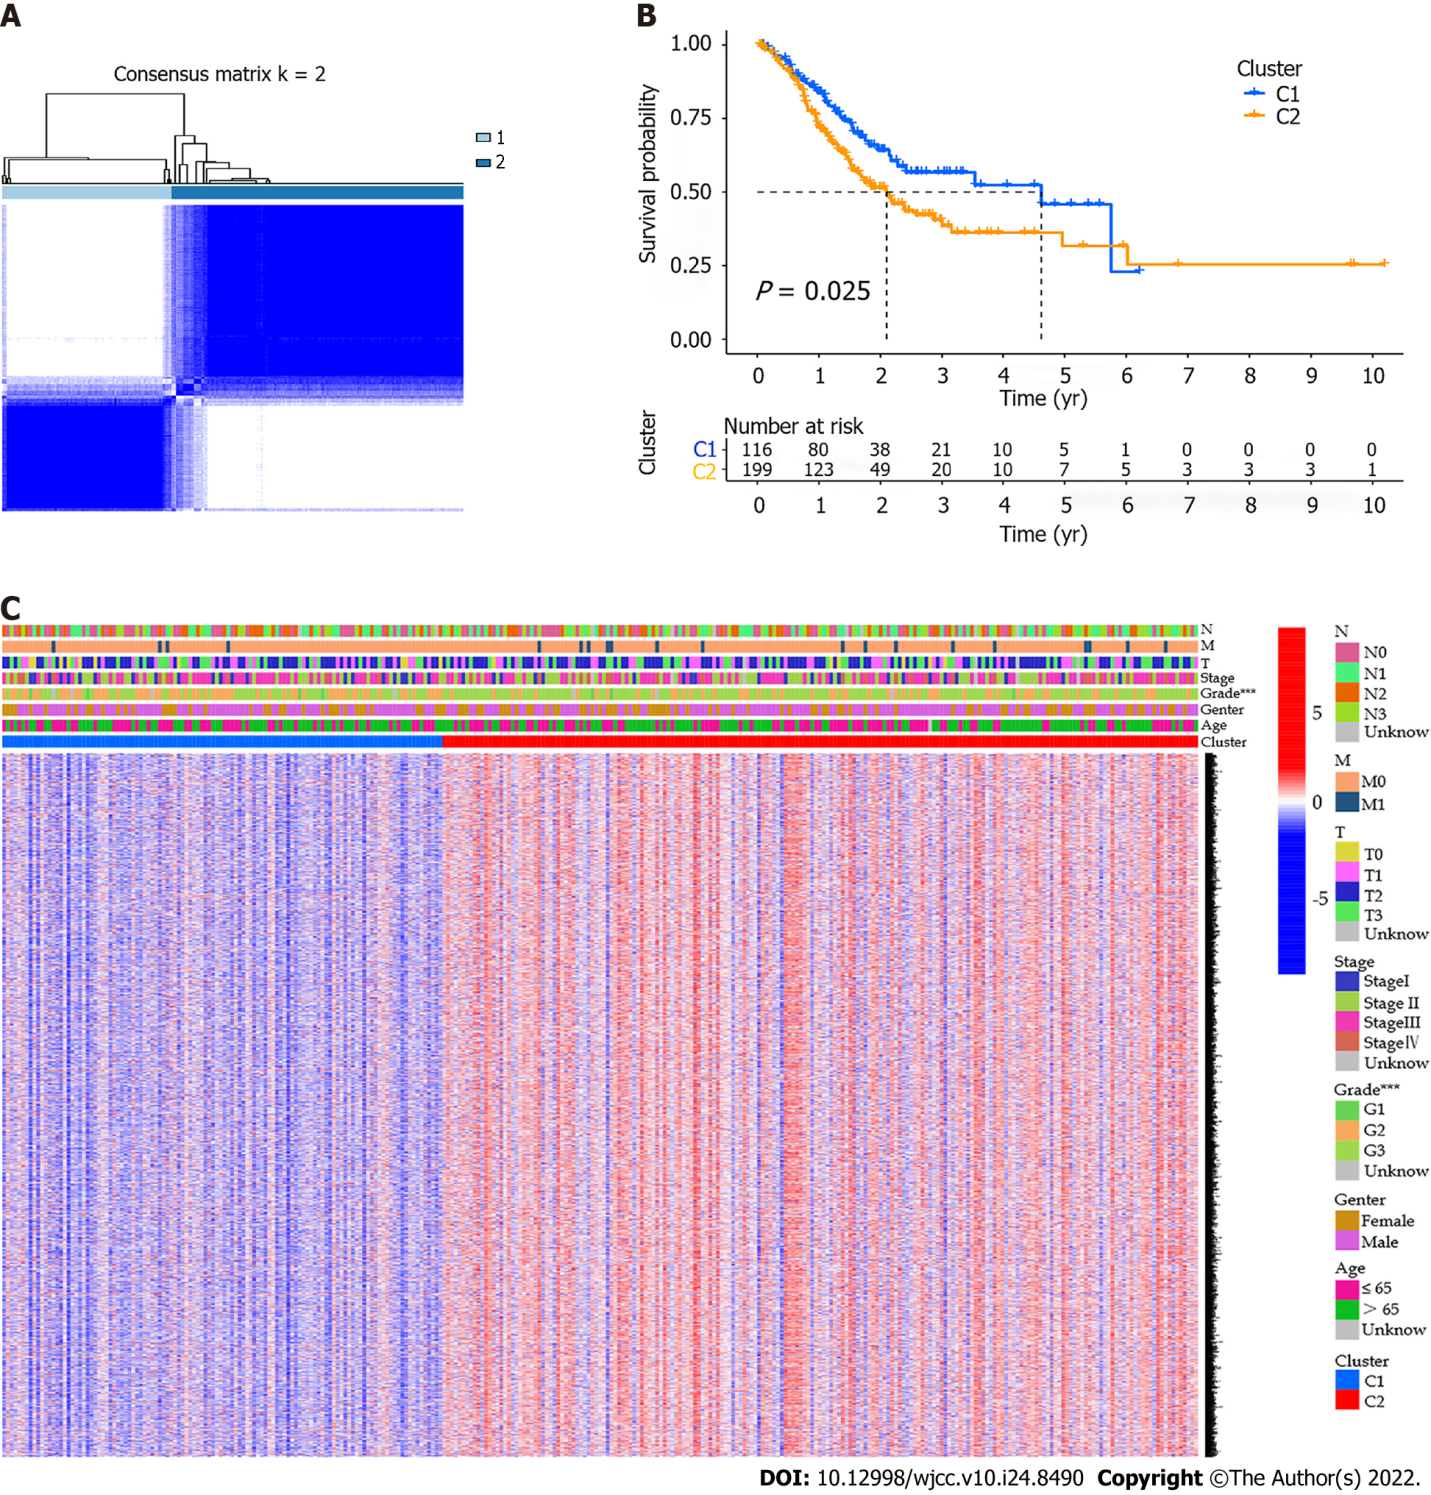 A
Consensus matrix k = 2
1
2
B
1.00
0.75
0.50
0.25
0.00
Survival probability
Cluster
C1
C2
P = 0.025
0 1 2 3 4 5 6 7 8 9 10
Time (yr)
Cluster
Number at risk
C1 116 80 38 21 10 5 1 0 0 0 0
C2 199 123 49 20 10 7 5 3 3 3 1
0 1 2 3 4 5 6 7 8 9 10
Time (yr)
C
N
M
T
Stage
Grade***
Genter
Age
Cluster
5
0
-5
N
N0
N1
N2
N3
Unknow
M
M0
M1
T
T0
T1
T2
T3
Unknow
Stage
StageI
Stage II
StageIII
StageIV
Unknow
Grade***
G1
G2
G3
Unknow
Genter
Female
Male
Age
≤ 65
> 65
Unknow
Cluster
C1
C2
DOI: 10.12998/wjcc.v10.i24.8490 Copyright ©The Author(s) 2022.